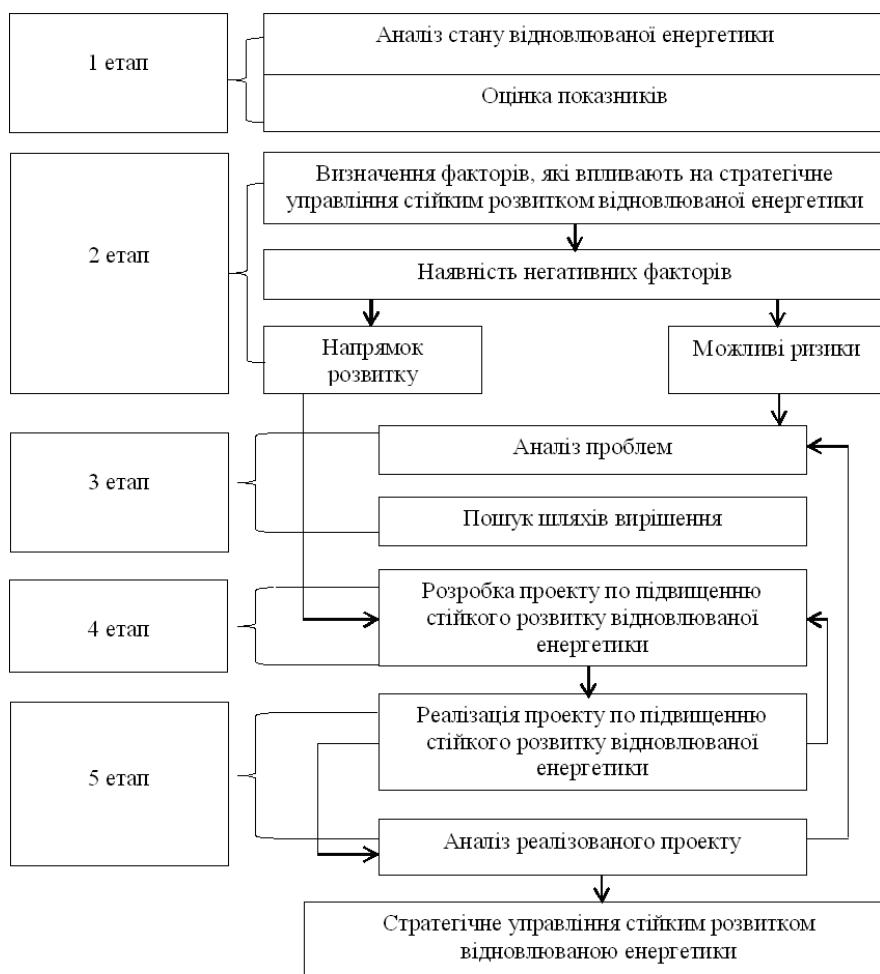 1 етап
Аналіз стану відновлюваної енергетики
Оцінка показників
2 етап
Визначення факторів, які впливають на стратегічне
управління стійким розвитком відновлюваної енергетики
Наявність негативних факторів
Напрямок
розвитку
Можливі ризики
3 етап
Аналіз проблем
Пошук шляхів вирішення
4 етап
Розробка проекту по підвищенню
стійкого розвитку відновлюваної
енергетики
5 етап
Реалізація проекту по підвищенню
стійкого розвитку відновлюваної
енергетики
Аналіз реалізованого проекту
Стратегічне управління стійким розвитком
відновлюваною енергетики